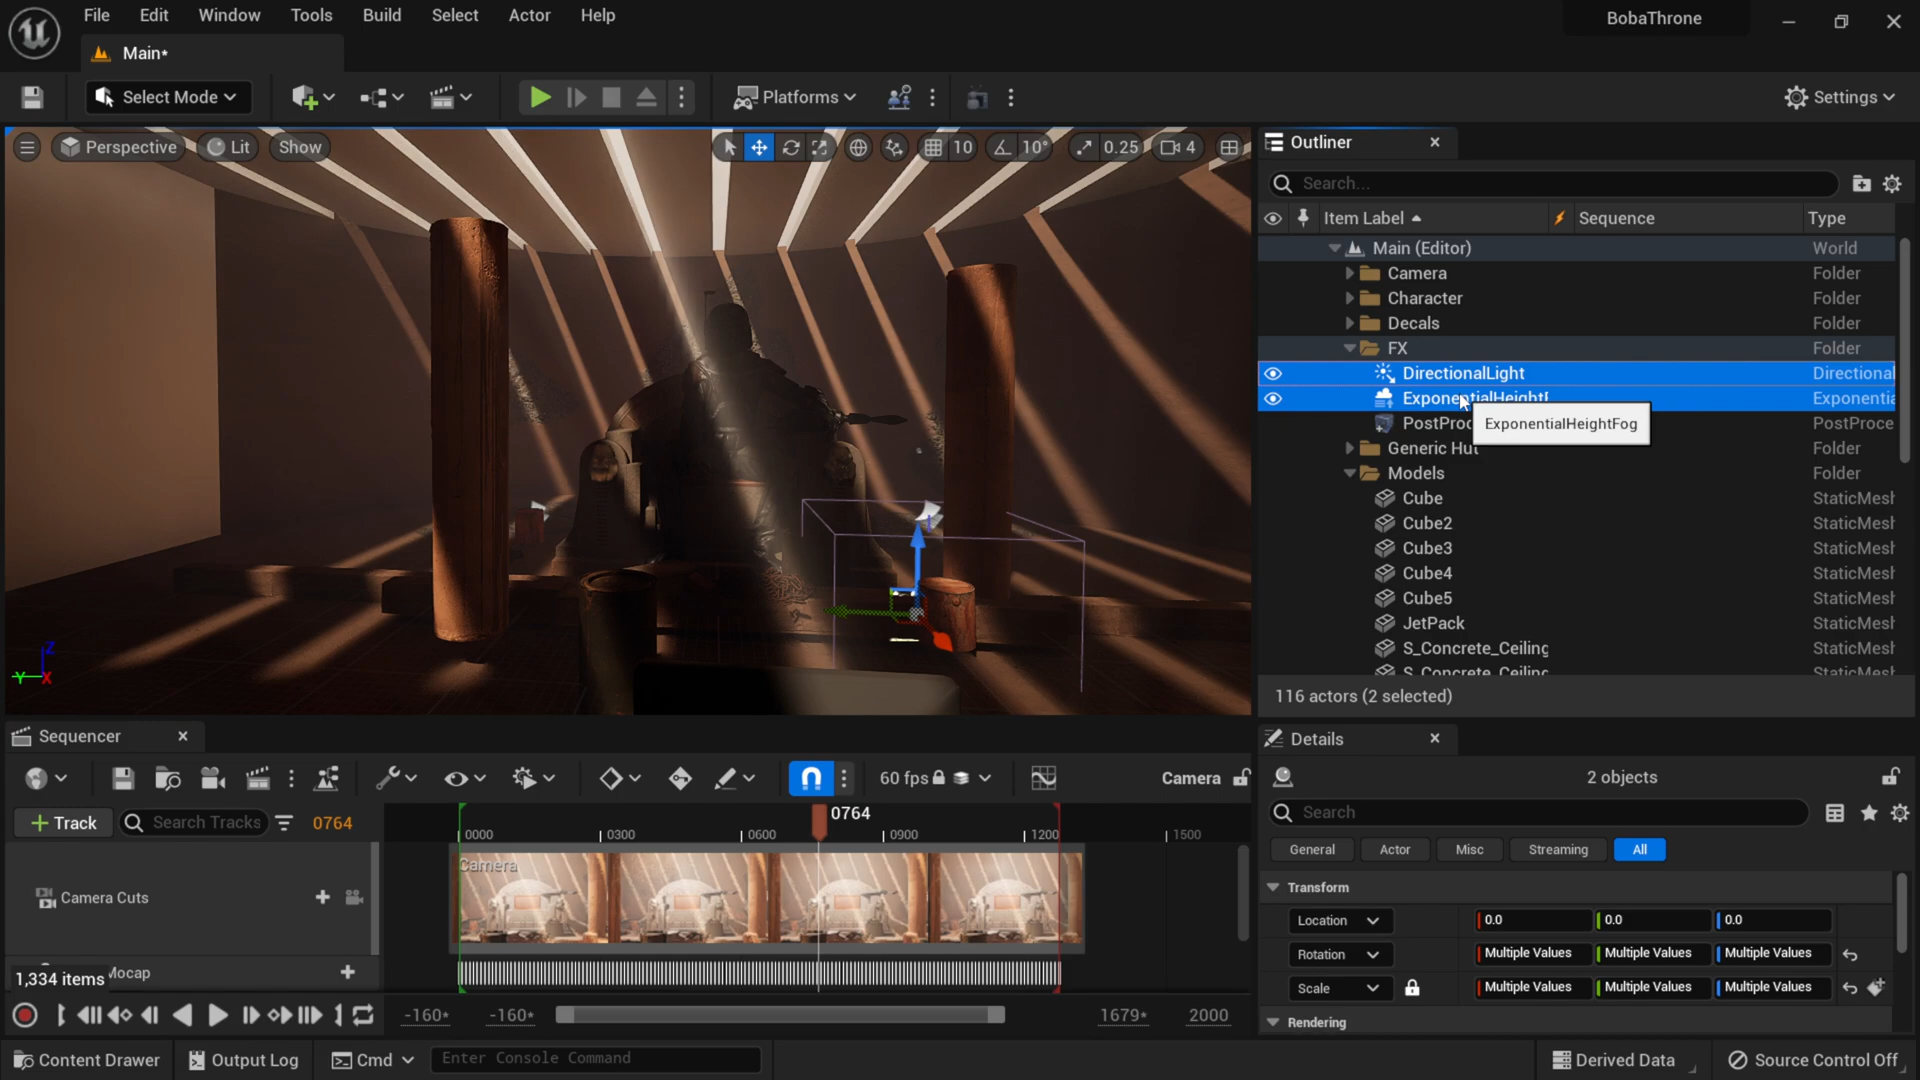 File Edit Window Tools Build Select Actor Help
BobaThrone
Main*
Select Mode
Platforms
Settings
Perspective
Lit
Show
10
10°
0.25
4
Outliner
Search...
Item Label
Sequence
Type
Main (Editor) World
Camera Folder
Character Folder
Decals Folder
FX Folder
DirectionalLight Directional
ExponentialHeightF Exponentia
PostProc PostProce
ExponentialHeightFog
Generic Hut Folder
Models Folder
Cube StaticMesh
Cube2 StaticMesh
Cube3 StaticMesh
Cube4 StaticMesh
Cube5 StaticMesh
JetPack StaticMesh
S_Concrete_Ceiling StaticMesh
S_Concrete_Ceiling StaticMesh
116 actors (2 selected)
Z
Y X
Sequencer
60 fps
Camera
Track
Search Tracks
0764
0764
0000 0300 0600 0900 1200 1500
Camera
Camera Cuts
Mocap
1,334 items
-160* -160* 1679* 2000
Details
2 objects
Search
General Actor Misc Streaming All
Transform
Location 0.0 0.0 0.0
Rotation Multiple Values Multiple Values Multiple Values
Scale Multiple Values Multiple Values Multiple Values
Rendering
Content Drawer
Output Log
Cmd
Enter Console Command
Derived Data
Source Control Off